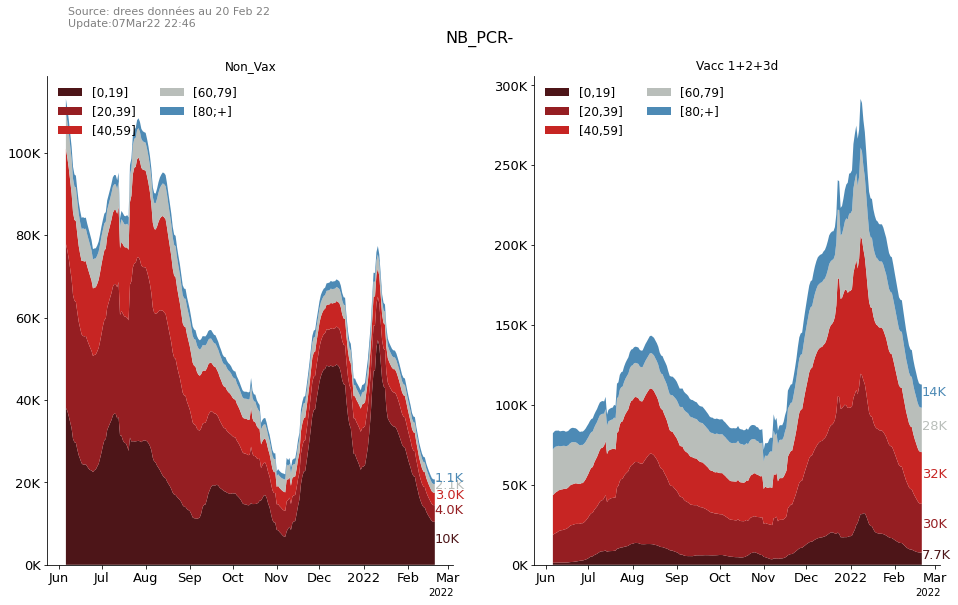 Source: drees données au 20 Feb 22
Update:07Mar22 22:46
NB_PCR-
Non_Vax
[0,19]
[20,39]
[40,59]
[60,79]
[80;+]
100K
80K
60K
40K
20K
0K
Jun Jul Aug Sep Oct Nov Dec 2022 Feb Mar
2022
1.1K
2.1K
3.0K
4.0K
10K
Vacc 1+2+3d
[0,19]
[20,39]
[40,59]
[60,79]
[80;+]
300K
250K
200K
150K
100K
50K
0K
Jun Jul Aug Sep Oct Nov Dec 2022 Feb Mar
2022
14K
28K
32K
30K
7.7K